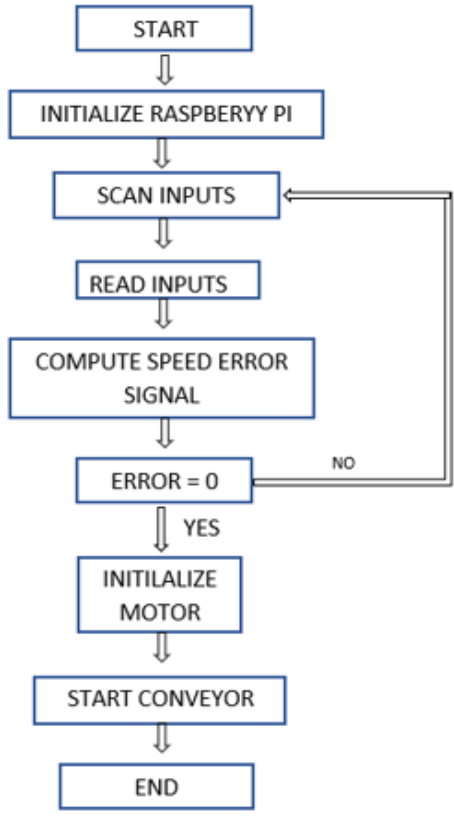 START
INITIALIZE RASPBERYY PI
SCAN INPUTS
READ INPUTS
COMPUTE SPEED ERROR
SIGNAL
ERROR = 0
NO
YES
INITILALIZE
MOTOR
START CONVEYOR
END